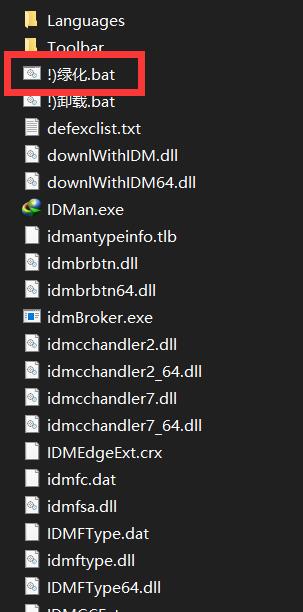 Languages
Toolbar
!)绿化.bat
!)卸载.bat
defexclist.txt
downlWithIDM.dll
downlWithIDM64.dll
IDMan.exe
idmantypeinfo.tlb
idmbrbtn.dll
idmbrbtn64.dll
idmBroker.exe
idmcchandler2.dll
idmcchandler2_64.dll
idmcchandler7.dll
idmcchandler7_64.dll
IDMEdgeExt.crx
idmfc.dat
idmfsa.dll
IDMFType.dat
idmftype.dll
IDMFType64.dll